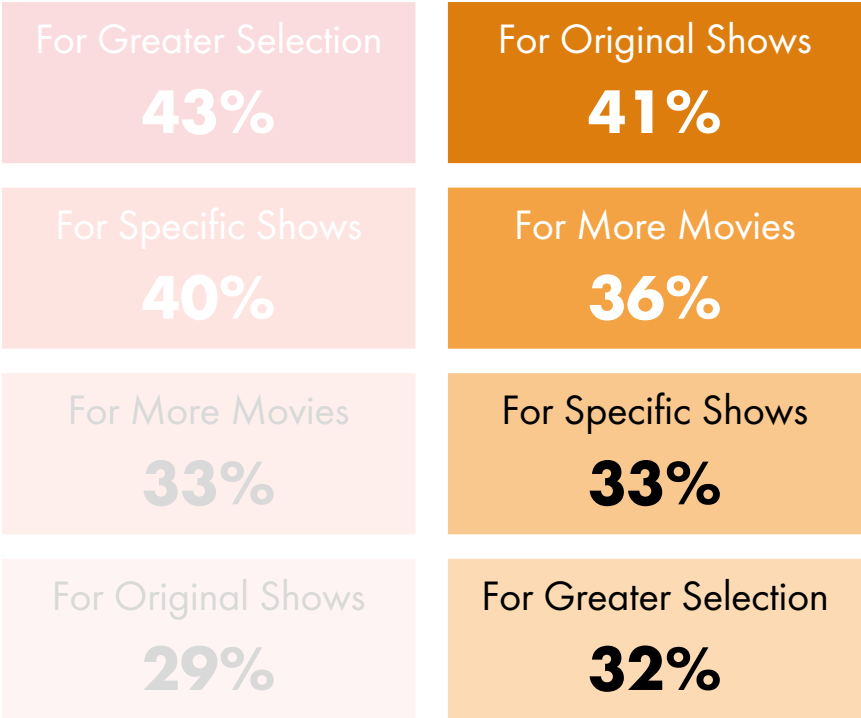 For Greater Selection
43%
For Original Shows
41%
For Specific Shows
40%
For More Movies
36%
For More Movies
33%
For Specific Shows
33%
For Original Shows
29%
For Greater Selection
32%